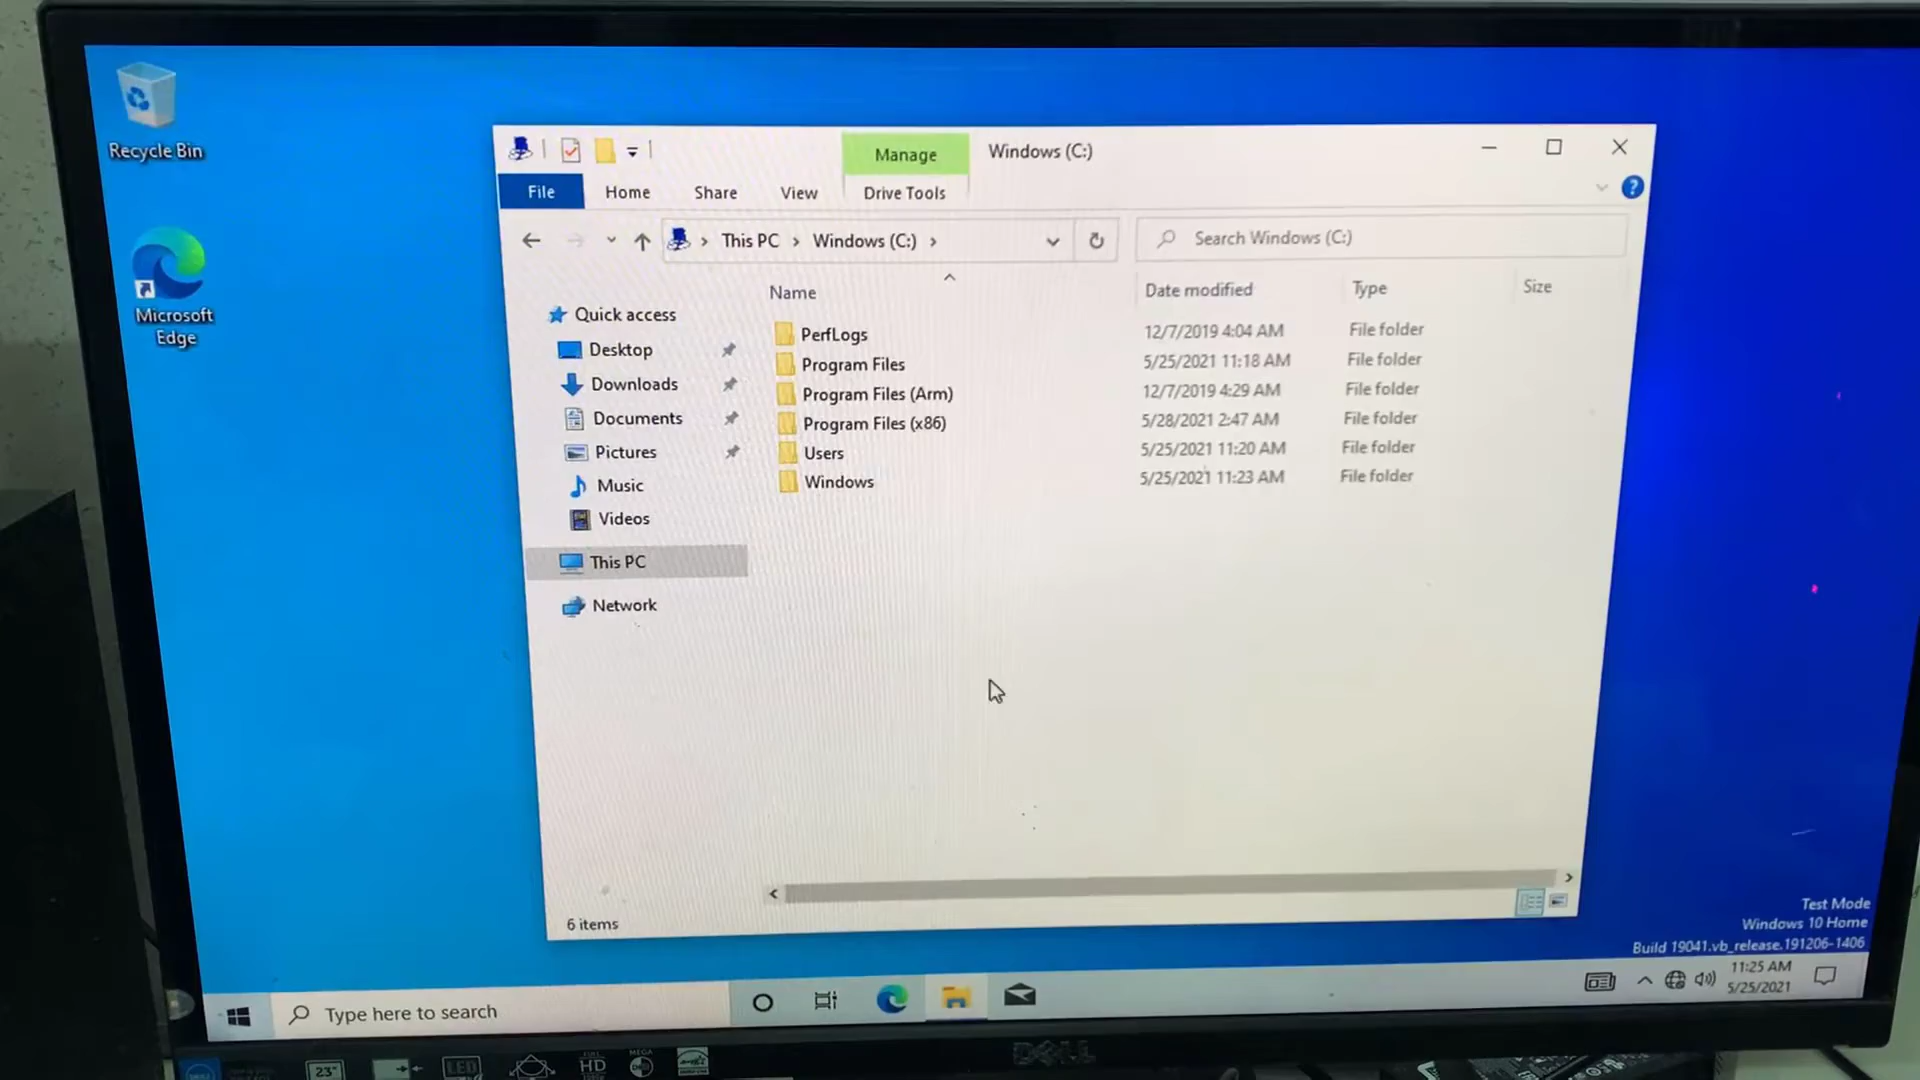 Recycle Bin
Microsoft
Edge
Manage
Windows (C:)
File
Home
Share
View
Drive Tools
?
This PC
Windows (C:)
Search Windows (C:)
Name
Date modified
Type
Size
Quick access
Desktop
Downloads
Documents
Pictures
Music
Videos
This PC
Network
PerfLogs 12/7/2019 4:04 AM File folder
Program Files 5/25/2021 11:18 AM File folder
Program Files (Arm) 12/7/2019 4:29 AM File folder
Program Files (x86) 5/28/2021 2:47 AM File folder
Users 5/25/2021 11:20 AM File folder
Windows 5/25/2021 11:23 AM File folder
6 items
Test Mode
Windows 10 Home
Build 19041.vb_release.191206-1406
Type here to search
11:25 AM
5/25/2021
DELL
23"
LED
FULL
HD
MEGA